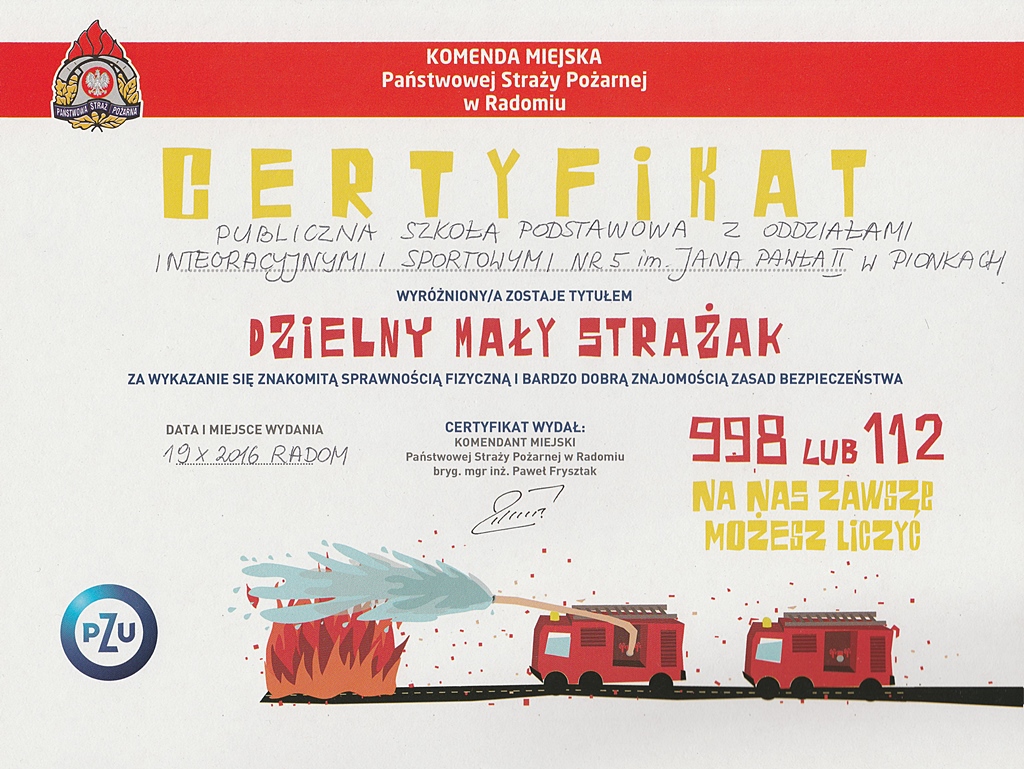 KOMENDA MIEJSKA
Państwowej Straży Pożarnej
w Radomiu
PAŃSTWOWA STRAŻ POŻARNA
CERTYFIKAT
PUBLICZNA SZKOŁA PODSTAWOWA Z ODDZIAŁAMI
INTEGRACYJNYMI I SPORTOWYMI NR 5 im. JANA PAWŁA II W PIONKACH
WYRÓŻNIONY/A ZOSTAJE TYTUŁEM
DZIELNY MAŁY STRAŻAK
ZA WYKAZANIE SIĘ ZNAKOMITĄ SPRAWNOŚCIĄ FIZYCZNĄ I BARDZO DOBRĄ ZNAJOMOŚCIĄ ZASAD BEZPIECZEŃSTWA
DATA I MIEJSCE WYDANIA
19 X 2016 RADOM
CERTYFIKAT WYDAŁ:
KOMENDANT MIEJSKI
Państwowej Straży Pożarnej w Radomiu
bryg. mgr inż. Paweł Frysztak
998 LUB 112
NA NAS ZAWSZE
MOŻESZ LICZYĆ
PZU